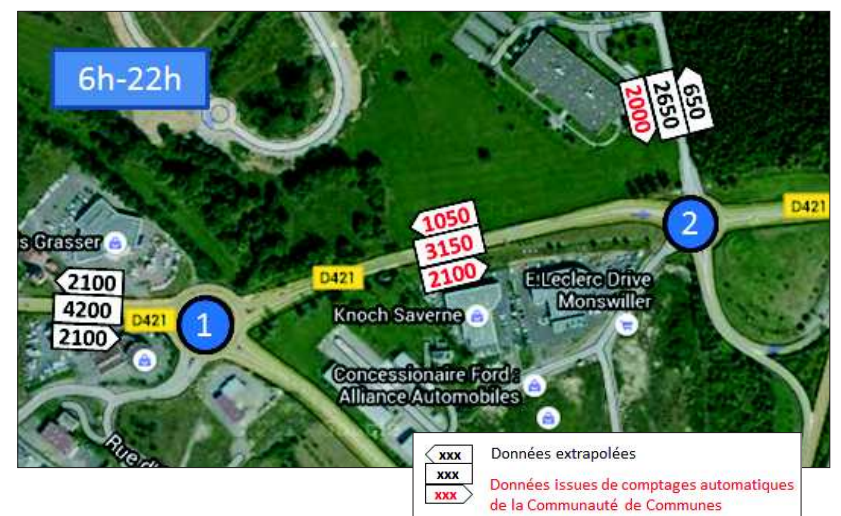 6h-22h
650
2650
2000
D421
2
1050
3150
2100
s Grasser
D421
E.Leclerc Drive
Monswiller
2100
4200
2100
D421
1
Knoch Saverne
Concessionaire Ford :
Alliance Automobiles
Rue d'
xxx
xxx
xxx
Données extrapolées
Données issues de comptages automatiques
de la Communauté de Communes